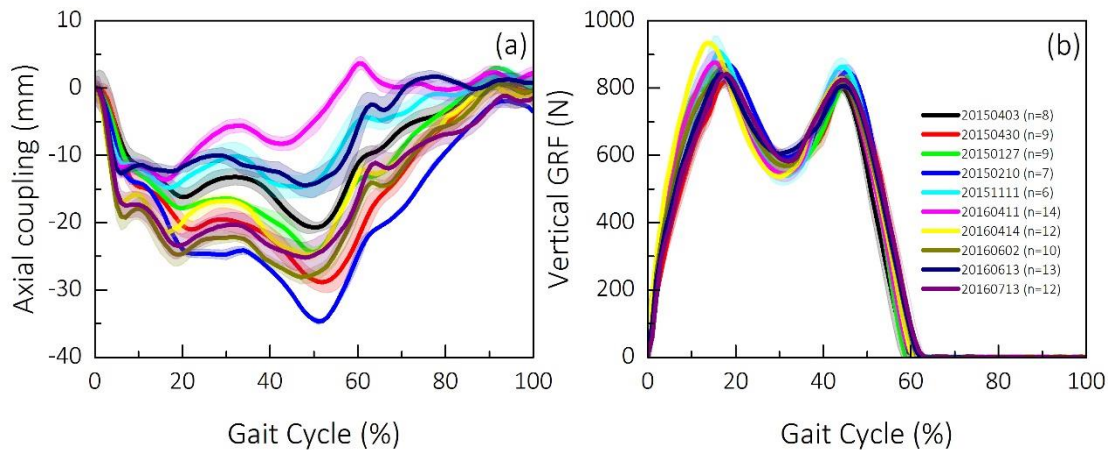 (a)
Axial coupling (mm)
10
0
-10
-20
-30
-40
0
20
40
60
80
100
Gait Cycle (%)
(b)
Vertical GRF (N)
1000
800
600
400
200
0
20150403 (n=8)
20150430 (n=9)
20150127 (n=9)
20150210 (n=7)
20151111 (n=6)
20160411 (n=14)
20160414 (n=12)
20160602 (n=10)
20160613 (n=13)
20160713 (n=12)
0
20
40
60
80
100
Gait Cycle (%)